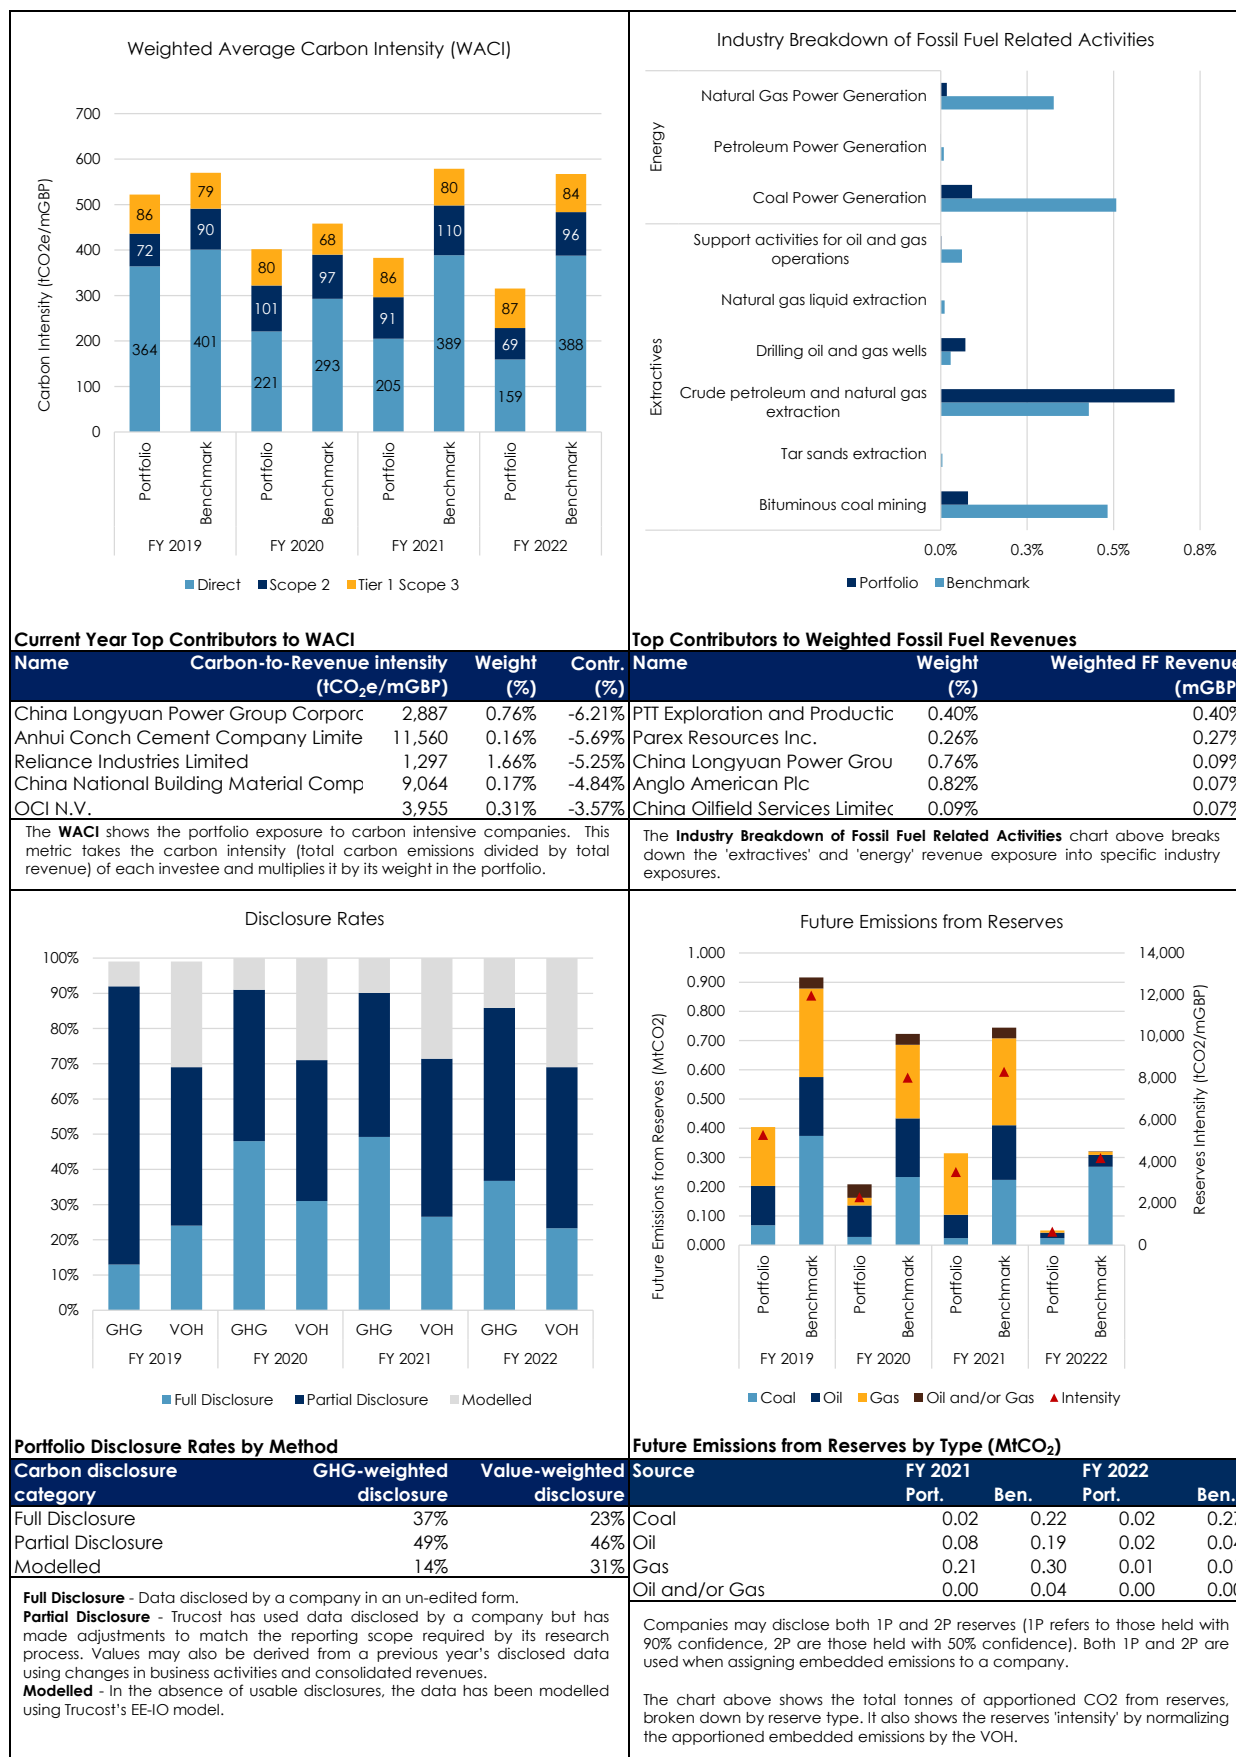 Weighted Average Carbon Intensity (WACI)
Carbon Intensity (tCO2e/mGBP)
700
600
500
400
300
200
100
0
86
72
364
79
90
401
80
101
221
68
97
293
86
91
205
80
110
389
87
69
159
84
96
388
Portfolio
Benchmark
Portfolio
Benchmark
Portfolio
Benchmark
Portfolio
Benchmark
FY 2019
FY 2020
FY 2021
FY 2022
Direct
Scope 2
Tier 1 Scope 3
Industry Breakdown of Fossil Fuel Related Activities
Energy
Natural Gas Power Generation
Petroleum Power Generation
Coal Power Generation
Extractives
Support activities for oil and gas
operations
Natural gas liquid extraction
Drilling oil and gas wells
Crude petroleum and natural gas
extraction
Tar sands extraction
Bituminous coal mining
0.0%
0.3%
0.5%
0.8%
Portfolio
Benchmark
Current Year Top Contributors to WACI
Name Carbon-to-Revenue intensity Weight Contr.
(tCO2e/mGBP) (%) (%)
China Longyuan Power Group Corporc 2,887 0.76% -6.21%
Anhui Conch Cement Company Limite 11,560 0.16% -5.69%
Reliance Industries Limited 1,297 1.66% -5.25%
China National Building Material Comp 9,064 0.17% -4.84%
OCI N.V. 3,955 0.31% -3.57%
The WACI shows the portfolio exposure to carbon intensive companies. This
metric takes the carbon intensity (total carbon emissions divided by total
revenue) of each investee and multiplies it by its weight in the portfolio.
Top Contributors to Weighted Fossil Fuel Revenues
Name Weight Weighted FF Revenue
(%) (mGBP
PTT Exploration and Productic 0.40% 0.40%
Parex Resources Inc. 0.26% 0.27%
China Longyuan Power Grou 0.76% 0.09%
Anglo American Plc 0.82% 0.07%
China Oilfield Services Limitec 0.09% 0.07%
The Industry Breakdown of Fossil Fuel Related Activities chart above breaks
down the 'extractives' and 'energy' revenue exposure into specific industry
exposures.
Disclosure Rates
100%
90%
80%
70%
60%
50%
40%
30%
20%
10%
0%
GHG
VOH
GHG
VOH
GHG
VOH
GHG
VOH
FY 2019
FY 2020
FY 2021
FY 2022
Full Disclosure
Partial Disclosure
Modelled
Future Emissions from Reserves
Future Emissions from Reserves (MtCO2)
1.000
0.900
0.800
0.700
0.600
0.500
0.400
0.300
0.200
0.100
0.000
14,000
12,000
10,000
8,000
6,000
4,000
2,000
0
Reserves Intensity (tCO2/mGBP)
Portfolio
Benchmark
Portfolio
Benchmark
Portfolio
Benchmark
Portfolio
Benchmark
FY 2019
FY 2020
FY 2021
FY 20222
Coal
Oil
Gas
Oil and/or Gas
Intensity
Portfolio Disclosure Rates by Method
Carbon disclosure GHG-weighted Value-weighted
category disclosure disclosure
Full Disclosure 37% 23%
Partial Disclosure 49% 46%
Modelled 14% 31%
Full Disclosure - Data disclosed by a company in an un-edited form.
Partial Disclosure - Trucost has used data disclosed by a company but has
made adjustments to match the reporting scope required by its research
process. Values may also be derived from a previous year's disclosed data
using changes in business activities and consolidated revenues.
Modelled - In the absence of usable disclosures, the data has been modelled
using Trucost's EE-IO model.
Future Emissions from Reserves by Type (MtCO2)
Source FY 2021 FY 2022
Port. Ben. Port. Ben.
Coal 0.02 0.22 0.02 0.27
Oil 0.08 0.19 0.02 0.04
Gas 0.21 0.30 0.01 0.01
Oil and/or Gas 0.00 0.04 0.00 0.00
Companies may disclose both 1P and 2P reserves (1P refers to those held with
90% confidence, 2P are those held with 50% confidence). Both 1P and 2P are
used when assigning embedded emissions to a company.
The chart above shows the total tonnes of apportioned CO2 from reserves,
broken down by reserve type. It also shows the reserves 'intensity' by normalizing
the apportioned embedded emissions by the VOH.